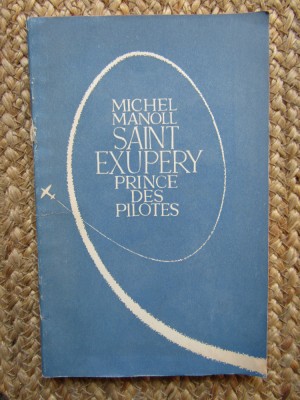 MICHEL
MANOLL
SAINT
EXUPERY
PRINCE
DES
PILOTES